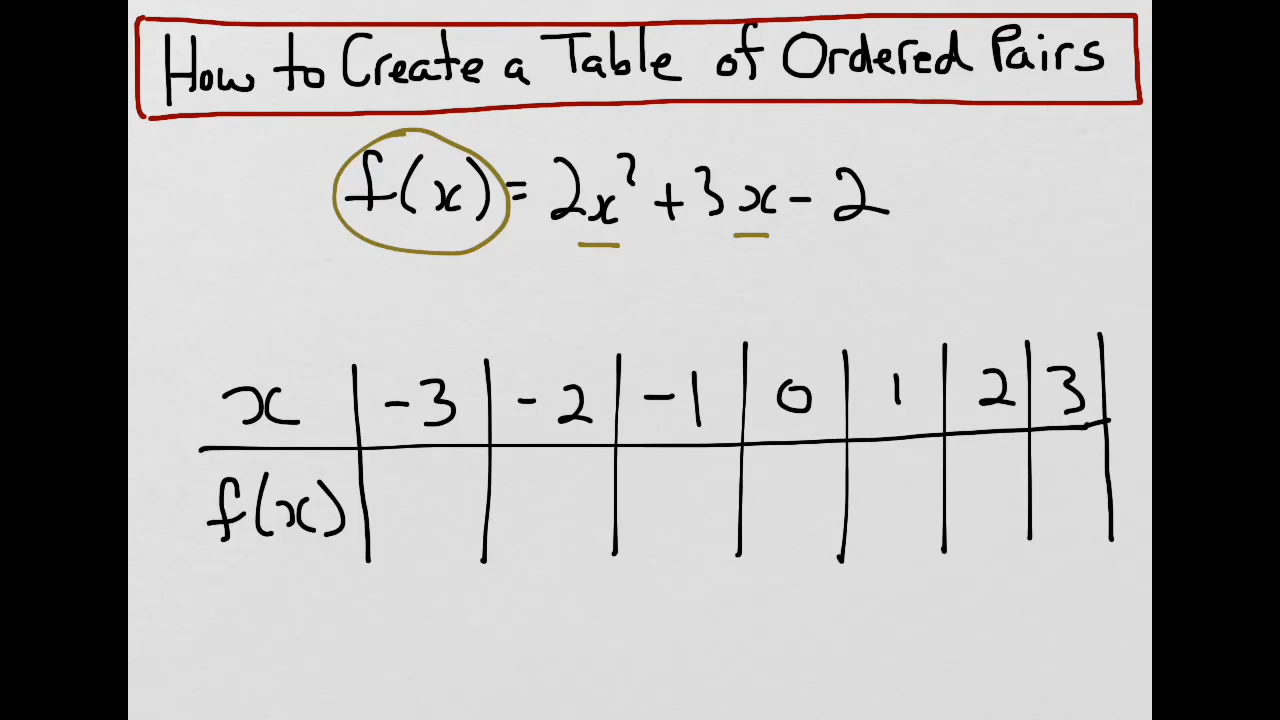 How to Create a Table of Ordered Pairs
f(x) = 2x² + 3x - 2
x -3 -2 -1 0 1 2 3
f(x)